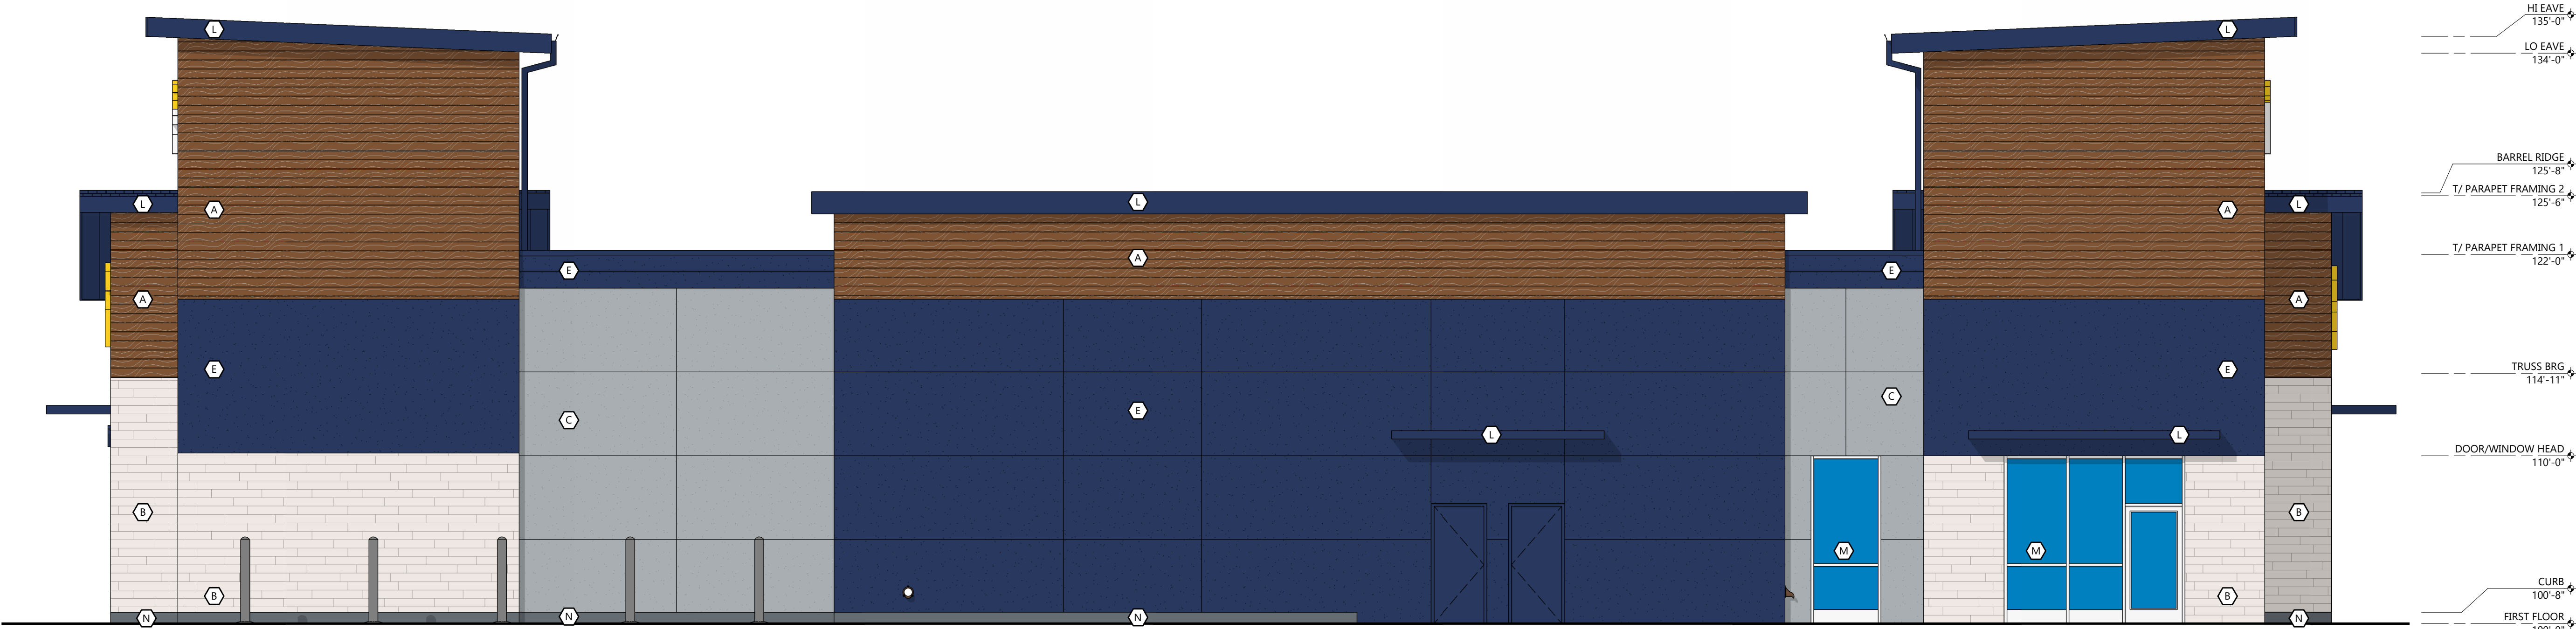 L
L
HI EAVE
135'-0"
LO EAVE
134'-0"
BARREL RIDGE
125'-8"
T/ PARAPET FRAMING 2
125'-6"
L
A
L
A
L
T/ PARAPET FRAMING 1
122'-0"
E
A
E
A
A
TRUSS BRG
114'-11"
E
C
E
C
E
L
L
DOOR/WINDOW HEAD
110'-0"
B
B
M
M
B
B
CURB
100'-8"
N
N
N
N
FIRST FLOOR